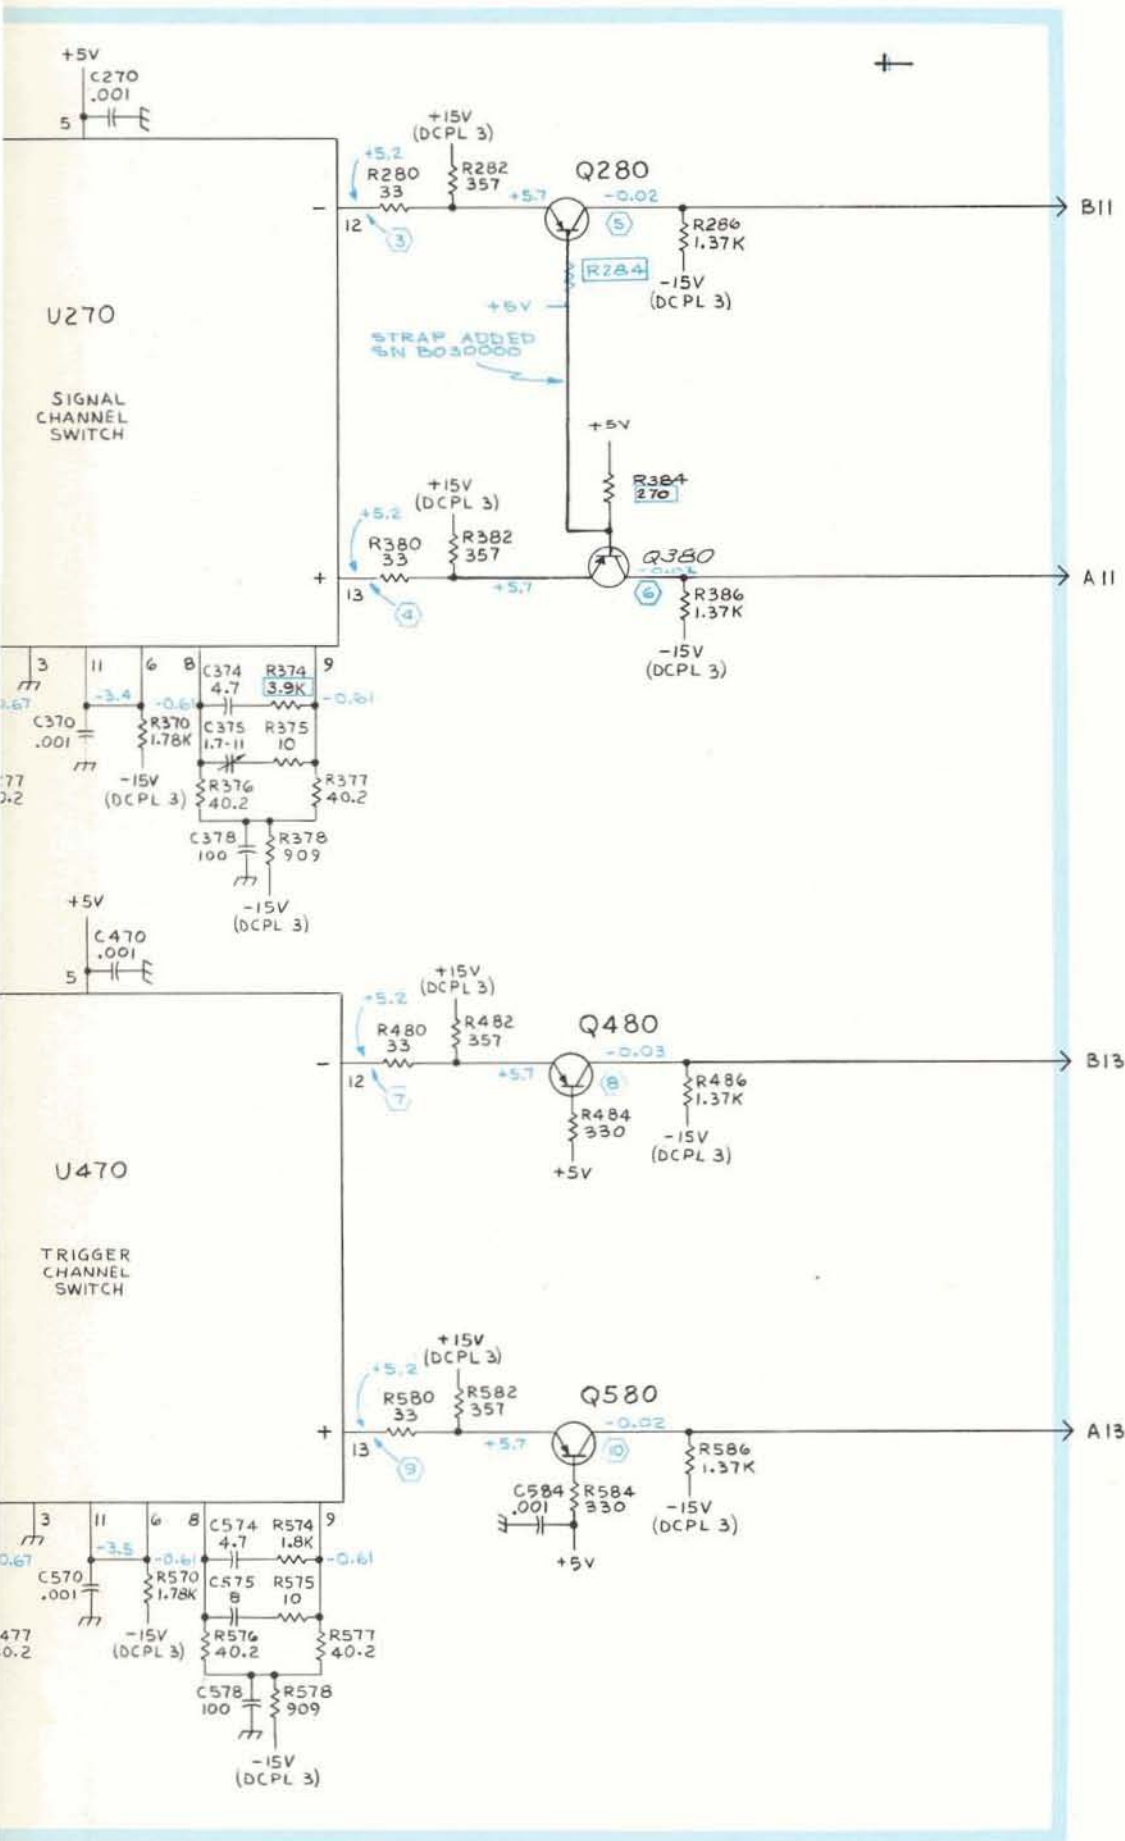 +5V
C270
.001
5
+15V
(DCPL 3)
+5.2
R280
33
R282
357
Q280
+5.7
-0.02
-
12
3
5
B11
R286
1.37K
R284
-15V
(DCPL 3)
+5V
U270
STRAP ADDED
SN B030000
SIGNAL
CHANNEL
SWITCH
+5V
R384
270
+15V
(DCPL 3)
+5.2
R380
33
R382
357
Q380
+
13
4
+5.7
6
A11
R386
1.37K
-15V
(DCPL 3)
3
11
6
8
9
C374
4.7
R374
3.9K
-3.4
-0.61
-0.61
C370
.001
R370
1.78K
C375
1.7-11
R375
10
-15V
(DCPL 3)
R376
40.2
R377
40.2
C378
100
R378
909
-15V
(DCPL 3)
+5V
C470
.001
5
+15V
(DCPL 3)
+5.2
R480
33
R482
357
Q480
-0.03
-
12
7
+5.7
8
B13
R486
1.37K
R484
330
-15V
(DCPL 3)
+5V
U470
TRIGGER
CHANNEL
SWITCH
+15V
(DCPL 3)
+5.2
R580
33
R582
357
Q580
-0.02
+
13
9
+5.7
10
A13
R586
1.37K
C584
.001
R584
330
-15V
(DCPL 3)
+5V
3
11
6
8
9
C574
4.7
R574
1.8K
-3.5
-0.61
-0.61
C570
.001
R570
1.78K
C575
8
R575
10
-15V
(DCPL 3)
R576
40.2
R577
40.2
C578
100
R578
909
-15V
(DCPL 3)